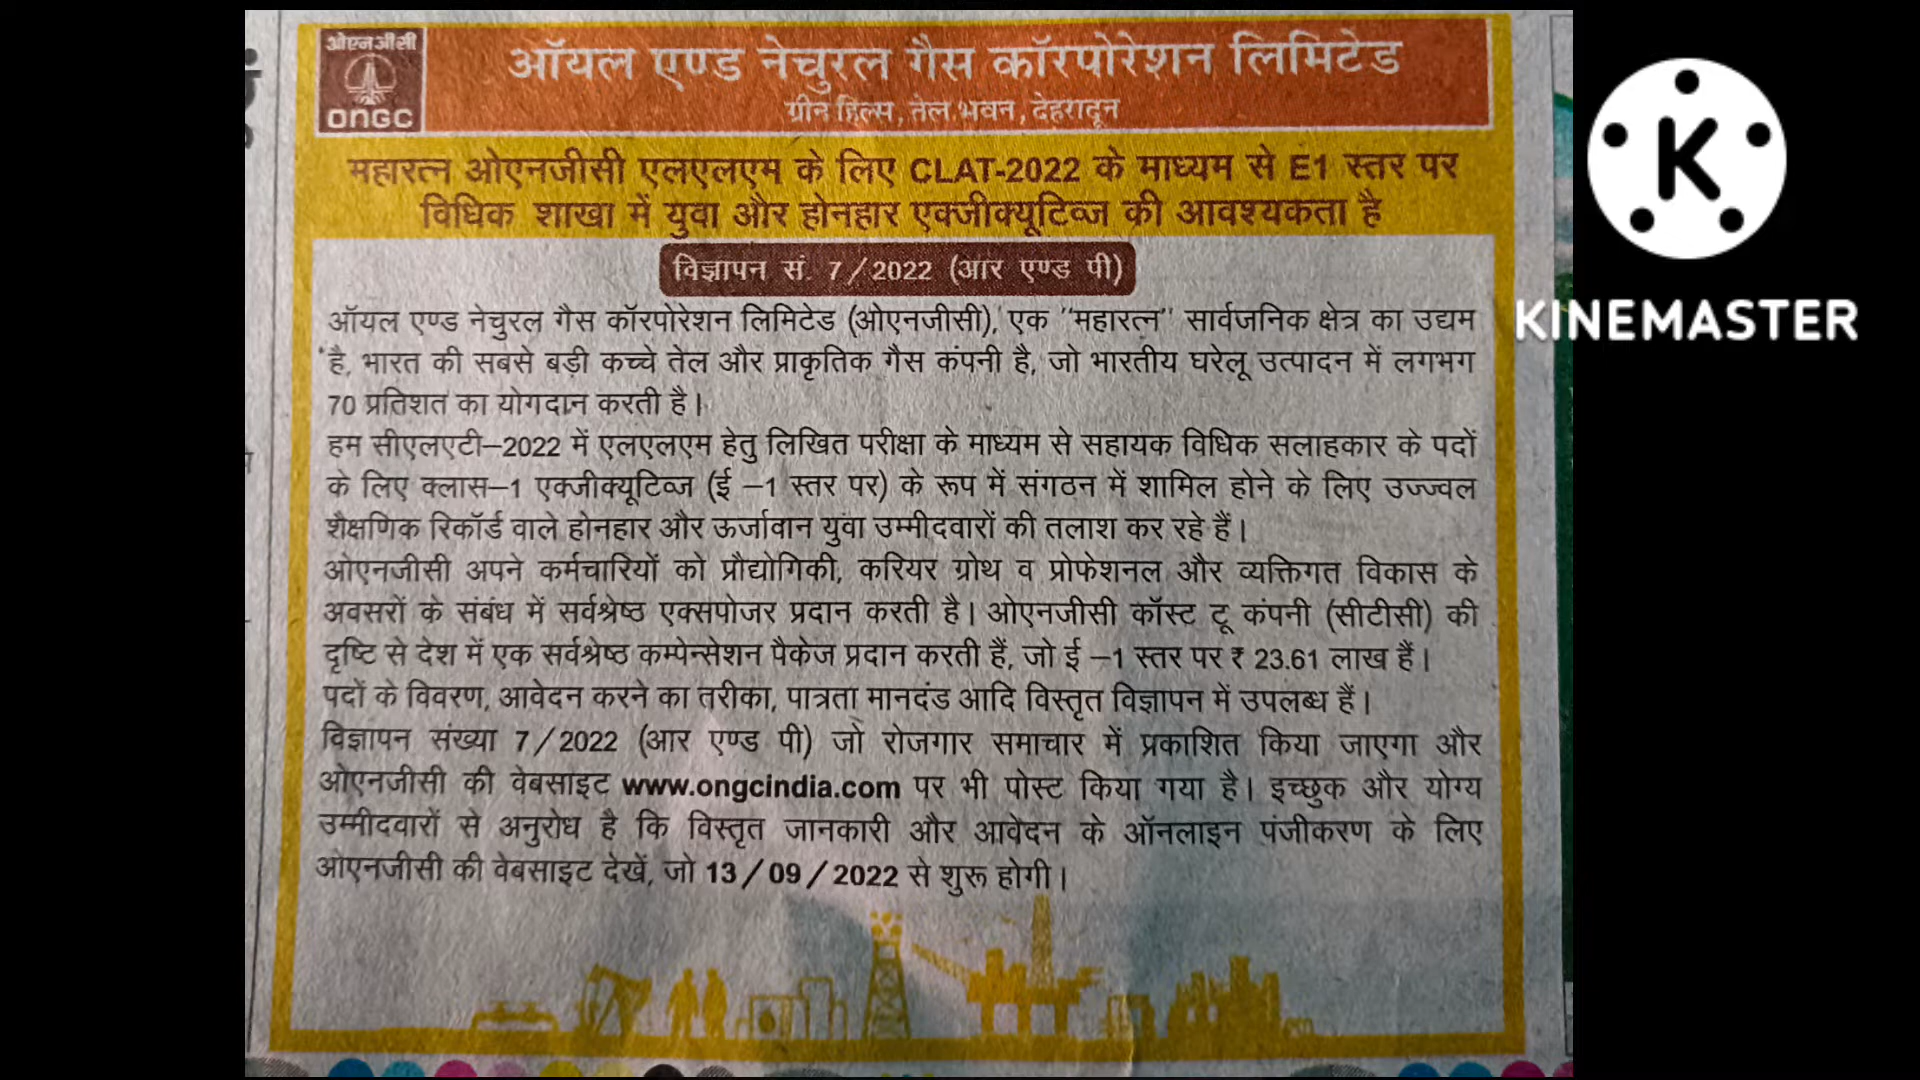 ओएनजीसी
ONGC
ऑयल एण्ड नेचुरल गैस कॉरपोरेशन लिमिटेड
ग्रीन हिल्स, तेल भवन, देहरादून
महारत्न ओएनजीसी एलएलएम के लिए CLAT-2022 के माध्यम से E1 स्तर पर
विधिक शाखा में युवा और होनहार एक्जीक्यूटिव्ज की आवश्यकता है
विज्ञापन सं. 7/2022 (आर एण्ड पी)
ऑयल एण्ड नेचुरल गैस कॉरपोरेशन लिमिटेड (ओएनजीसी), एक "महारत्न" सार्वजनिक क्षेत्र का उद्यम
है, भारत की सबसे बड़ी कच्चे तेल और प्राकृतिक गैस कंपनी है, जो भारतीय घरेलू उत्पादन में लगभग
70 प्रतिशत का योगदान करती है।
हम सीएलएटी–2022 में एलएलएम हेतु लिखित परीक्षा के माध्यम से सहायक विधिक सलाहकार के पदों
के लिए क्लास–1 एक्जीक्यूटिव्ज (ई –1 स्तर पर) के रूप में संगठन में शामिल होने के लिए उज्ज्वल
शैक्षणिक रिकॉर्ड वाले होनहार और ऊर्जावान युवा उम्मीदवारों की तलाश कर रहे हैं।
ओएनजीसी अपने कर्मचारियों को प्रौद्योगिकी, करियर ग्रोथ व प्रोफेशनल और व्यक्तिगत विकास के
अवसरों के संबंध में सर्वश्रेष्ठ एक्सपोजर प्रदान करती है। ओएनजीसी कॉस्ट टू कंपनी (सीटीसी) की
दृष्टि से देश में एक सर्वश्रेष्ठ कम्पेन्सेशन पैकेज प्रदान करती हैं, जो ई –1 स्तर पर ₹ 23.61 लाख हैं।
पदों के विवरण, आवेदन करने का तरीका, पात्रता मानदंड आदि विस्तृत विज्ञापन में उपलब्ध हैं।
विज्ञापन संख्या 7/2022 (आर एण्ड पी) जो रोजगार समाचार में प्रकाशित किया जाएगा और
ओएनजीसी की वेबसाइट www.ongcindia.com पर भी पोस्ट किया गया है। इच्छुक और योग्य
उम्मीदवारों से अनुरोध है कि विस्तृत जानकारी और आवेदन के ऑनलाइन पंजीकरण के लिए
ओएनजीसी की वेबसाइट देखें, जो 13/09/2022 से शुरू होगी।
K
KINEMASTER